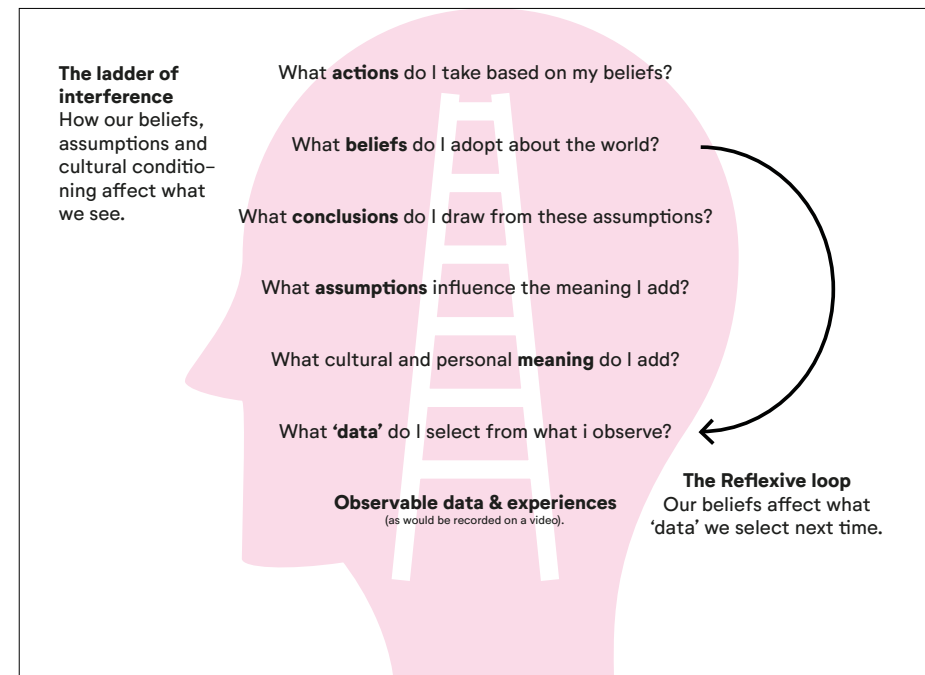 The ladder of
interference
How our beliefs,
assumptions and
cultural conditio-
ning affect what
we see.
What actions do I take based on my beliefs?
What beliefs do I adopt about the world?
What conclusions do I draw from these assumptions?
What assumptions influence the meaning I add?
What cultural and personal meaning do I add?
What ‘data’ do I select from what i observe?
Observable data & experiences
(as would be recorded on a video).
The Reflexive loop
Our beliefs affect what
‘data’ we select next time.